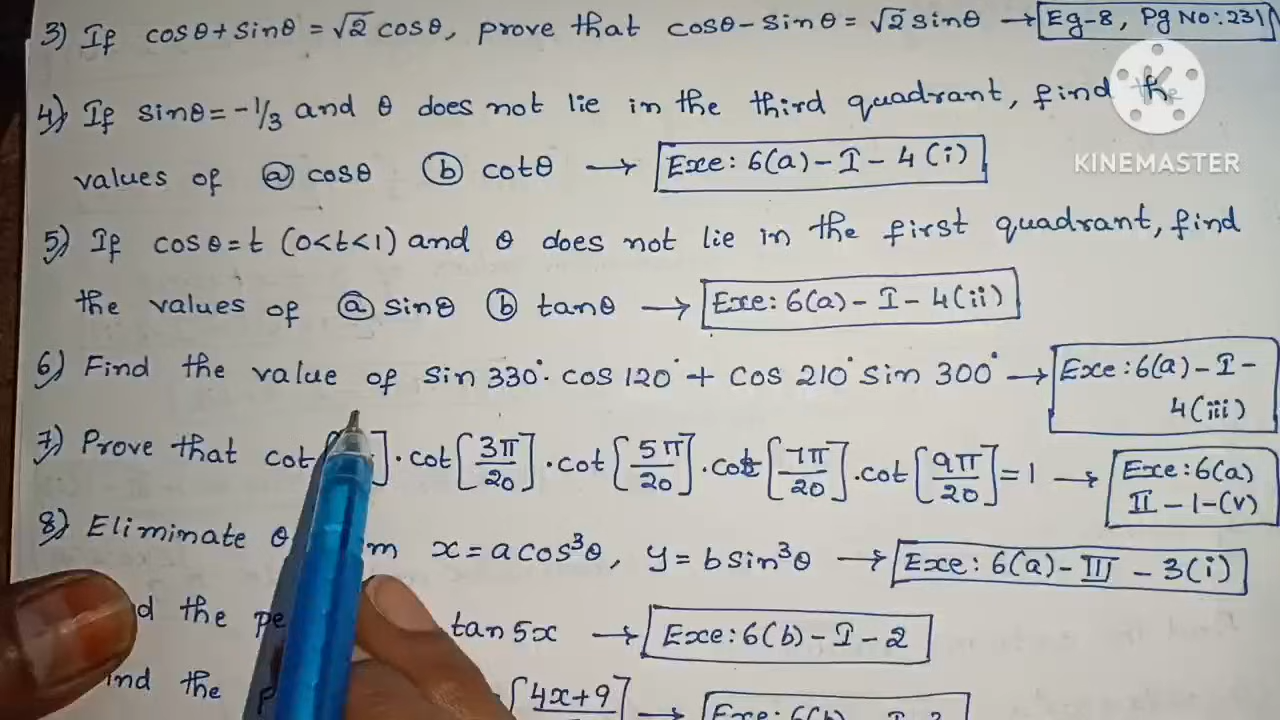 3) If cosθ+sinθ = √2 cosθ, prove that cosθ-sinθ = √2 sinθ → Eg-8, Pg No:231
4) If sinθ = -1/3 and θ does not lie in the third quadrant, find the
KINEMASTER
values of ⓐ cosθ ⓑ cotθ → Exe: 6(a)-I-4(i)
5) If cosθ=t (0<t<1) and θ does not lie in the first quadrant, find
the values of ⓐ sinθ ⓑ tanθ → Exe: 6(a)-I-4(ii)
6) Find the value of sin 330°. cos 120° + cos 210° sin 300° → Exe: 6(a)-I-
4(iii)
7) Prove that cot[ ] . cot[3π/20] . cot[5π/20] . cot[7π/20] . cot[9π/20] = 1 → Exe: 6(a)
II-1-(v)
8) Eliminate θ m x = a cos³θ, y = b sin³θ → Exe: 6(a)-III-3(i)
d the pe tan 5x → Exe: 6(b)-I-2
ind the [4x+9] →